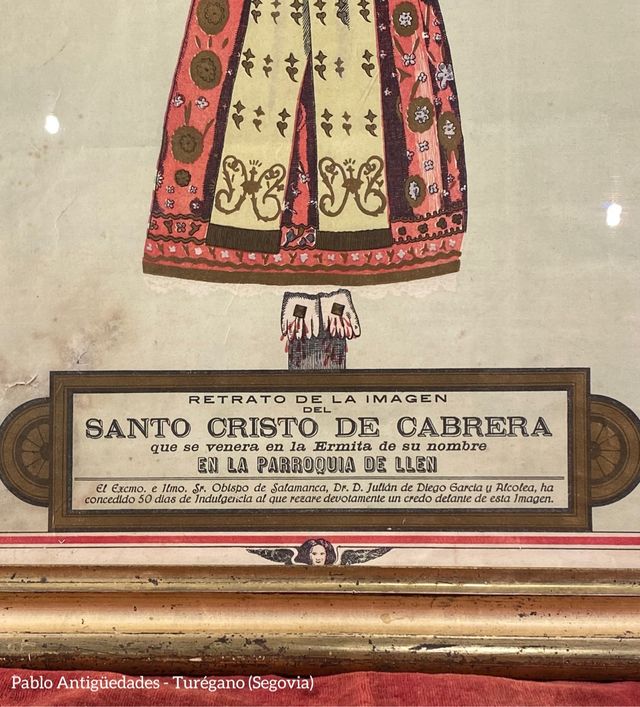 RETRATO DE LA IMAGEN
DEL
SANTO CRISTO DE CABRERA
que se venera en la Ermita de su nombre
EN LA PARROQUIA DE LLEN
El Excmo. e Iltmo. Sr. Obispo de Salamanca, Dr. D. Julián de Diego García y Alcolea, ha
concedido 50 días de Indulgencia al que rezare devotamente un credo delante de esta Imagen.
Pablo Antigüedades - Turégano (Segovia)